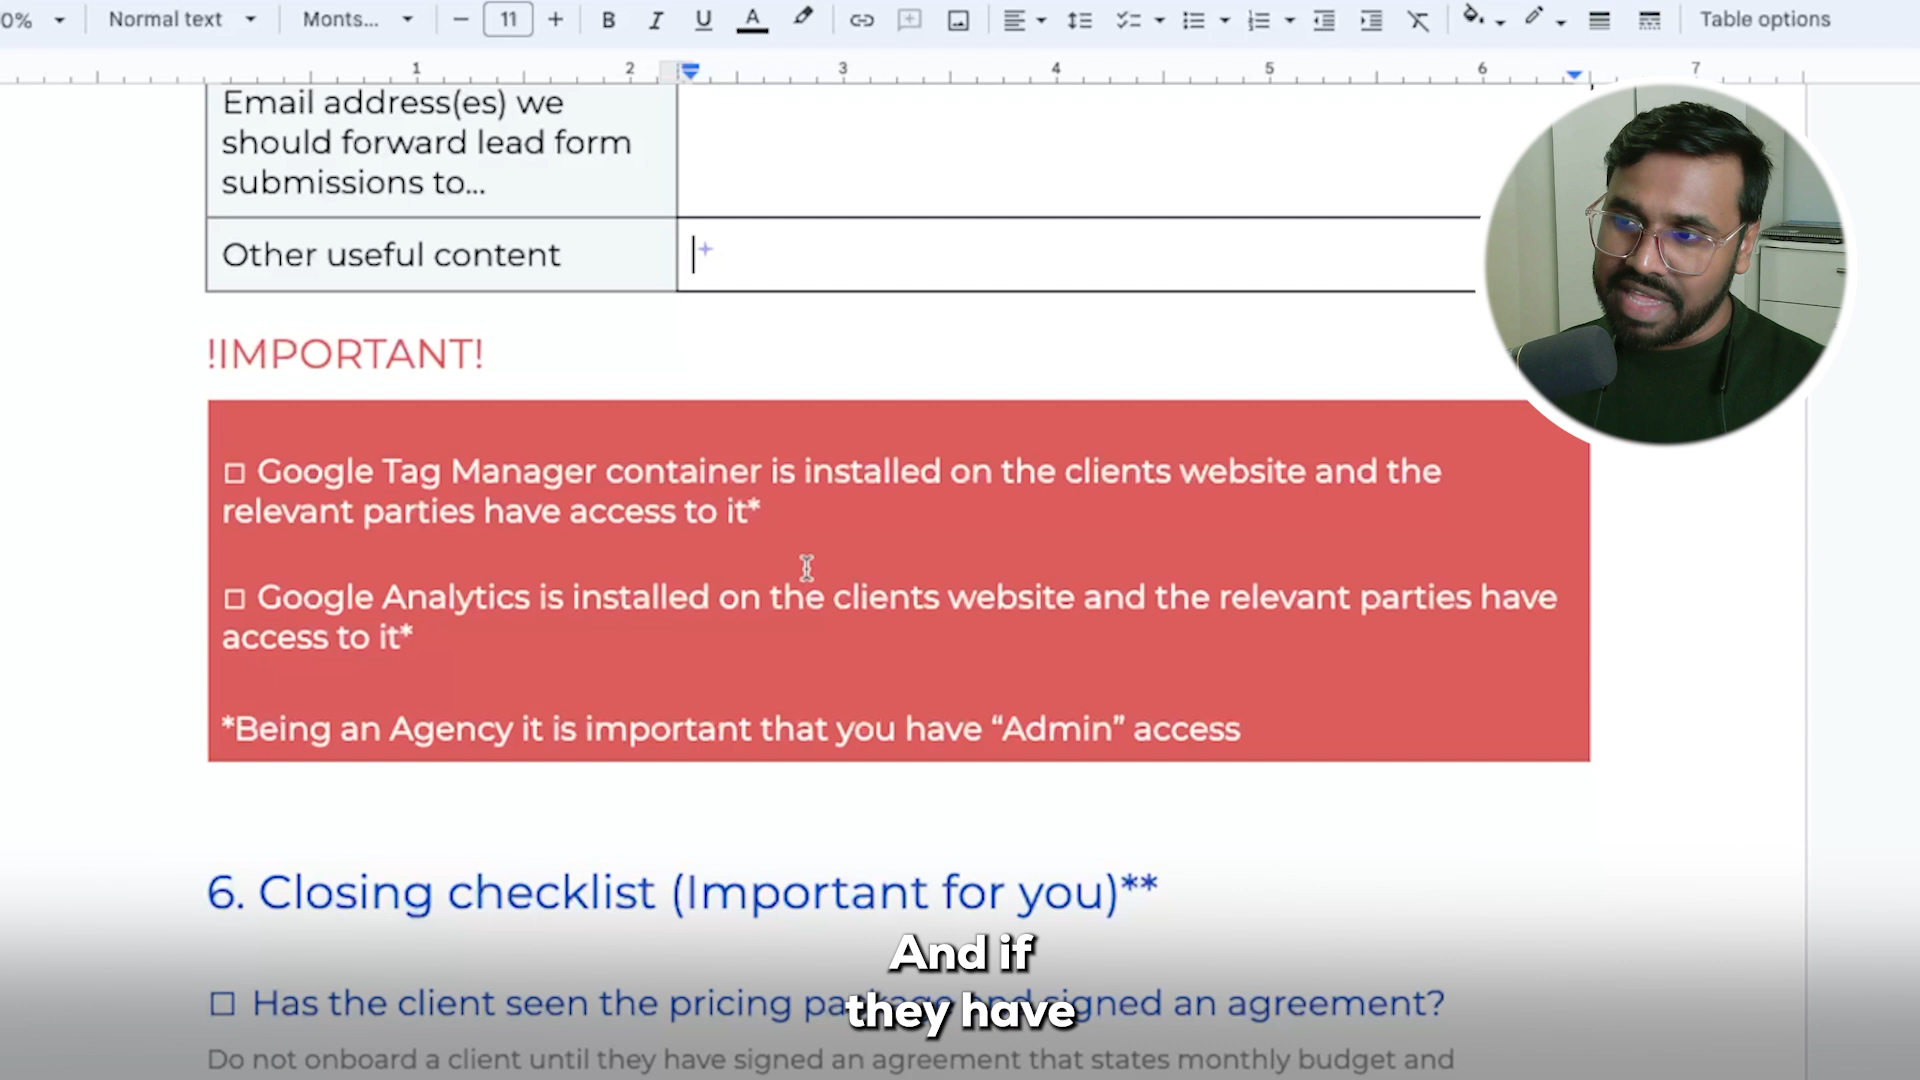 0%
Normal text
Monts...
11
B
I
U
A
Table options
1
2
3
4
5
6
7
Email address(es) we
should forward lead form
submissions to...
Other useful content
!IMPORTANT!
☐ Google Tag Manager container is installed on the clients website and the
relevant parties have access to it*
☐ Google Analytics is installed on the clients website and the relevant parties have
access to it*
*Being an Agency it is important that you have “Admin” access
6. Closing checklist (Important for you)**
And if
they have
☐ Has the client seen the pricing package and signed an agreement?
Do not onboard a client until they have signed an agreement that states monthly budget and